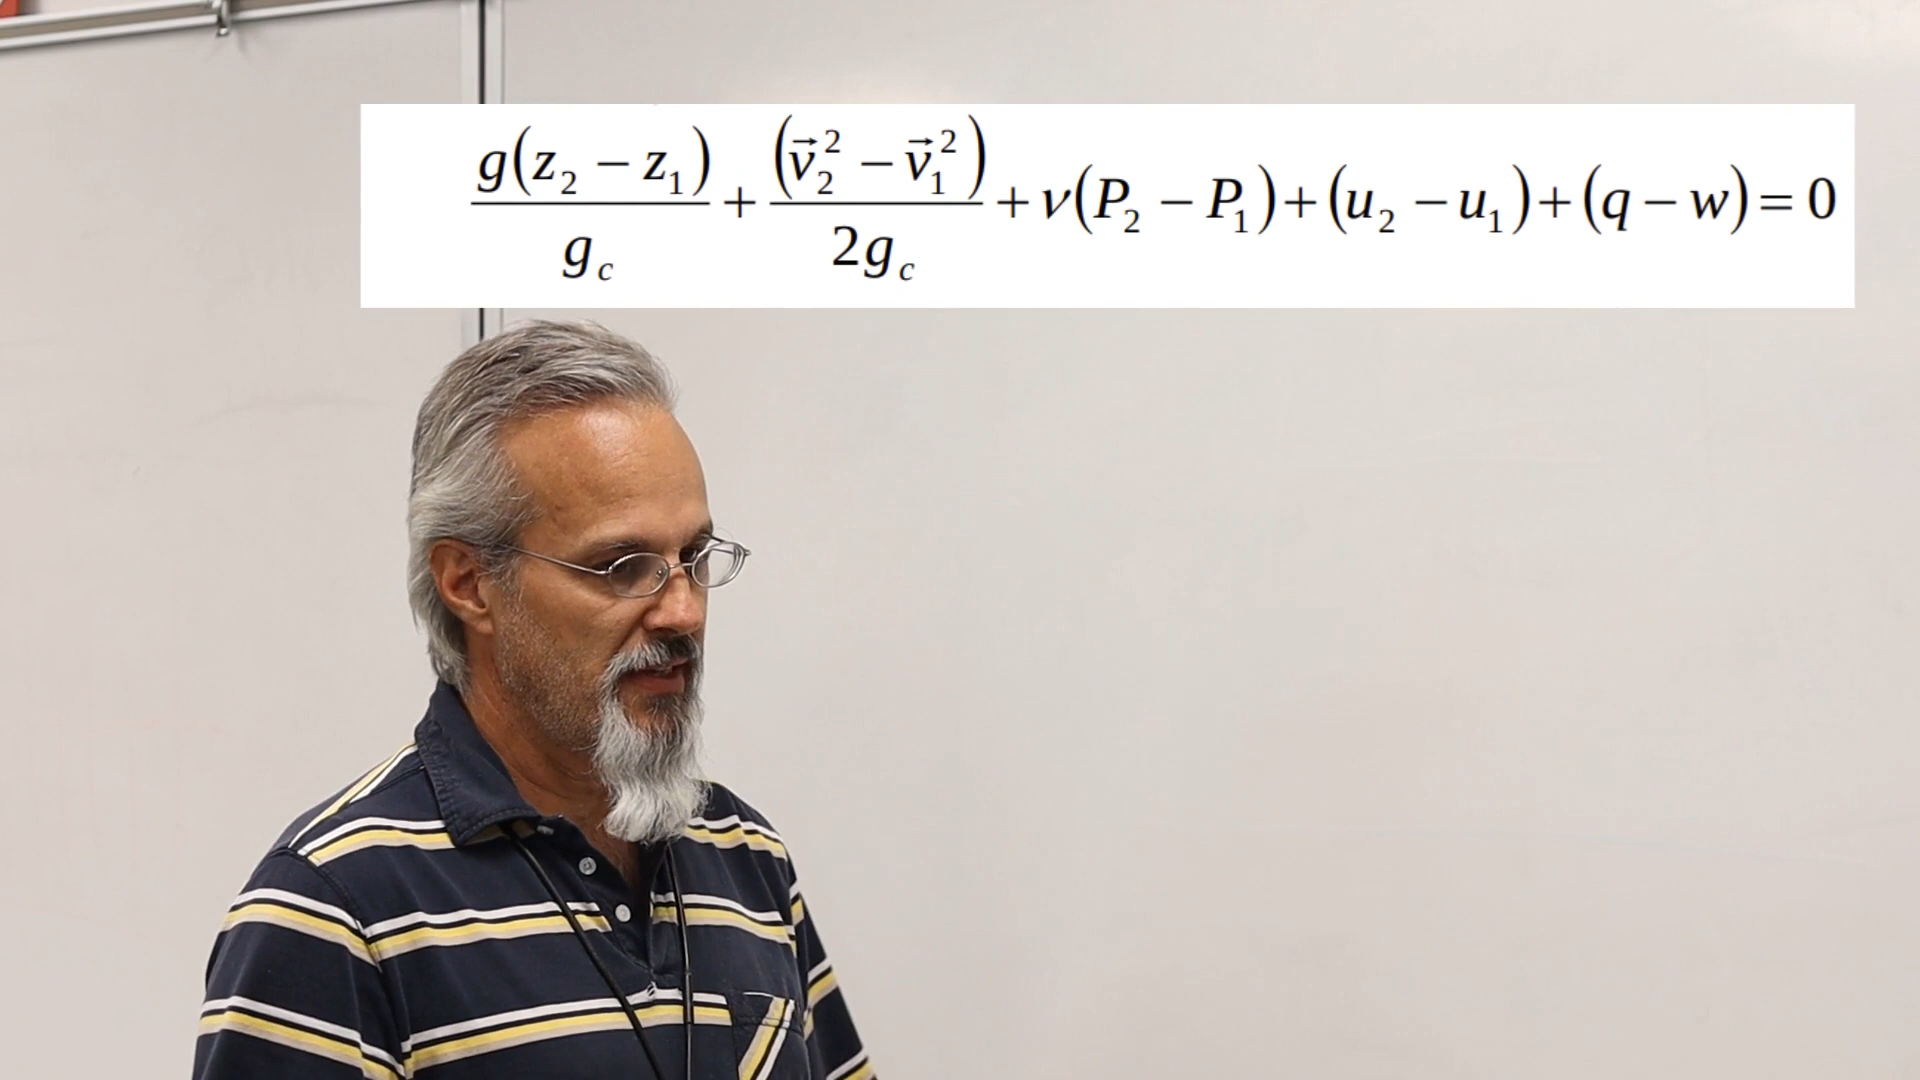 g(z₂ − z₁)/g_c + (v⃗₂² − v⃗₁²)/2g_c + ν(P₂ − P₁) + (u₂ − u₁) + (q − w) = 0